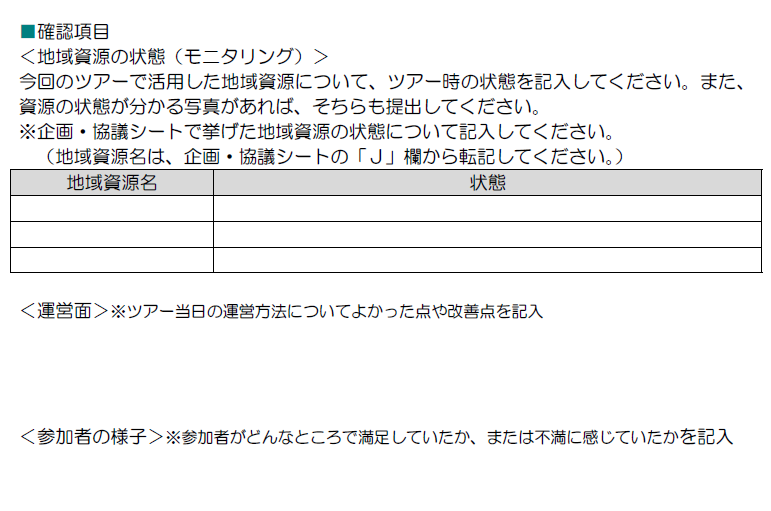 ■確認項目
＜地域資源の状態（モニタリング）＞
今回のツアーで活用した地域資源について、ツアー時の状態を記入してください。また、
資源の状態が分かる写真があれば、そちらも提出してください。
※企画・協議シートで挙げた地域資源の状態について記入してください。
（地域資源名は、企画・協議シートの「Ｊ」欄から転記してください。）
地域資源名 状態
＜運営面＞※ツアー当日の運営方法についてよかった点や改善点を記入
＜参加者の様子＞※参加者がどんなところで満足していたか、または不満に感じていたかを記入